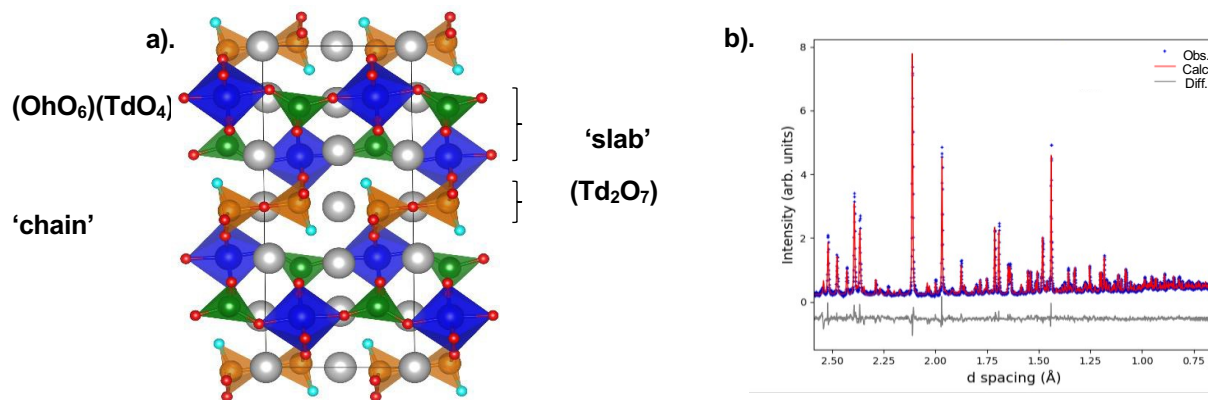 a).
(OhO₆)(TdO₄)
'chain'
'slab'
(Td₂O₇)
b).
Obs.
Calc
Diff.
Intensity (arb. units)
8
6
4
2
0
2.50 2.25 2.00 1.75 1.50 1.25 1.00 0.75
d spacing (Å)